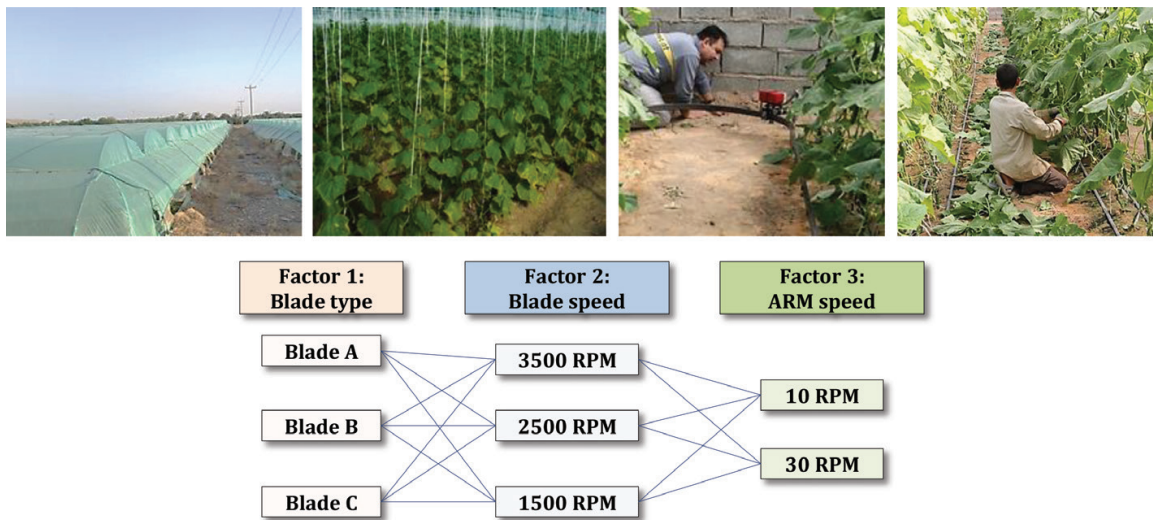 Factor 1:
Blade type
Factor 2:
Blade speed
Factor 3:
ARM speed
Blade A
Blade B
Blade C
3500 RPM
2500 RPM
1500 RPM
10 RPM
30 RPM